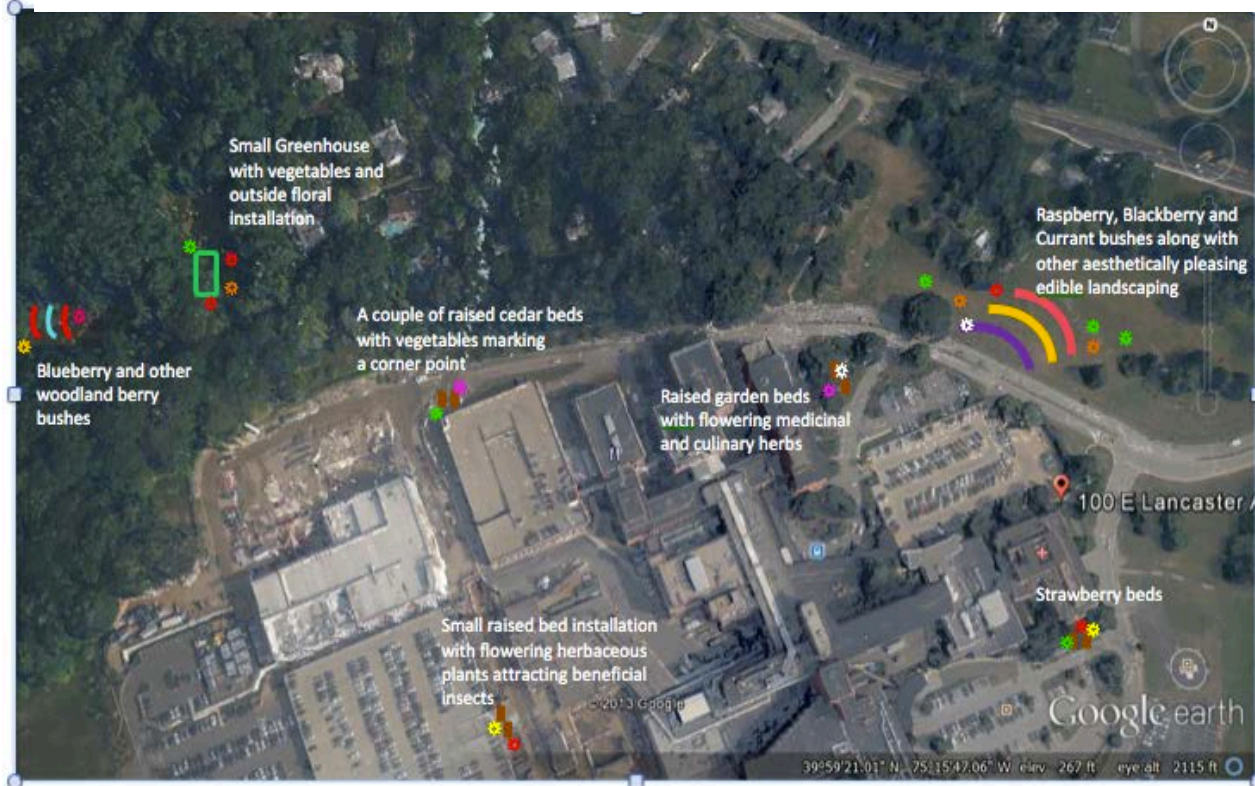 N
Small Greenhouse
with vegetables and
outside floral
installation
Raspberry, Blackberry and
Currant bushes along with
other aesthetically pleasing
edible landscaping
A couple of raised cedar beds
with vegetables marking
a corner point
Blueberry and other
woodland berry
bushes
Raised garden beds
with flowering medicinal
and culinary herbs
100 E Lancaster A
Strawberry beds
Small raised bed installation
with flowering herbaceous
plants attracting beneficial
insects
© 2013 Google
Google earth
39°59'21.01" N 75°15'47.06" W elev 267 ft eye alt 2115 ft